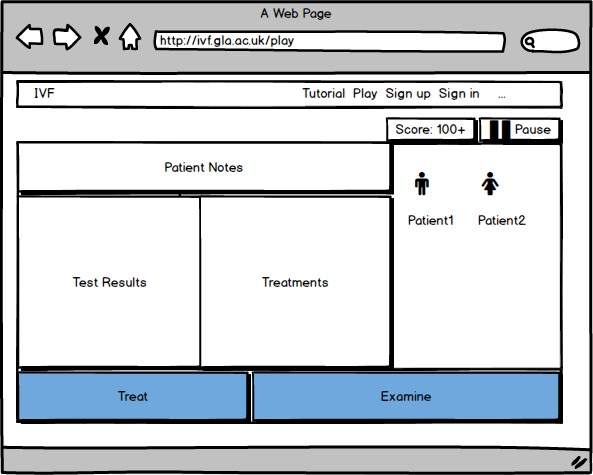 A Web Page
http://ivf.gla.ac.uk/play
IVF Tutorial Play Sign up Sign in ...
Score: 100+ Pause
Patient Notes
Patient1 Patient2
Test Results Treatments
Treat Examine